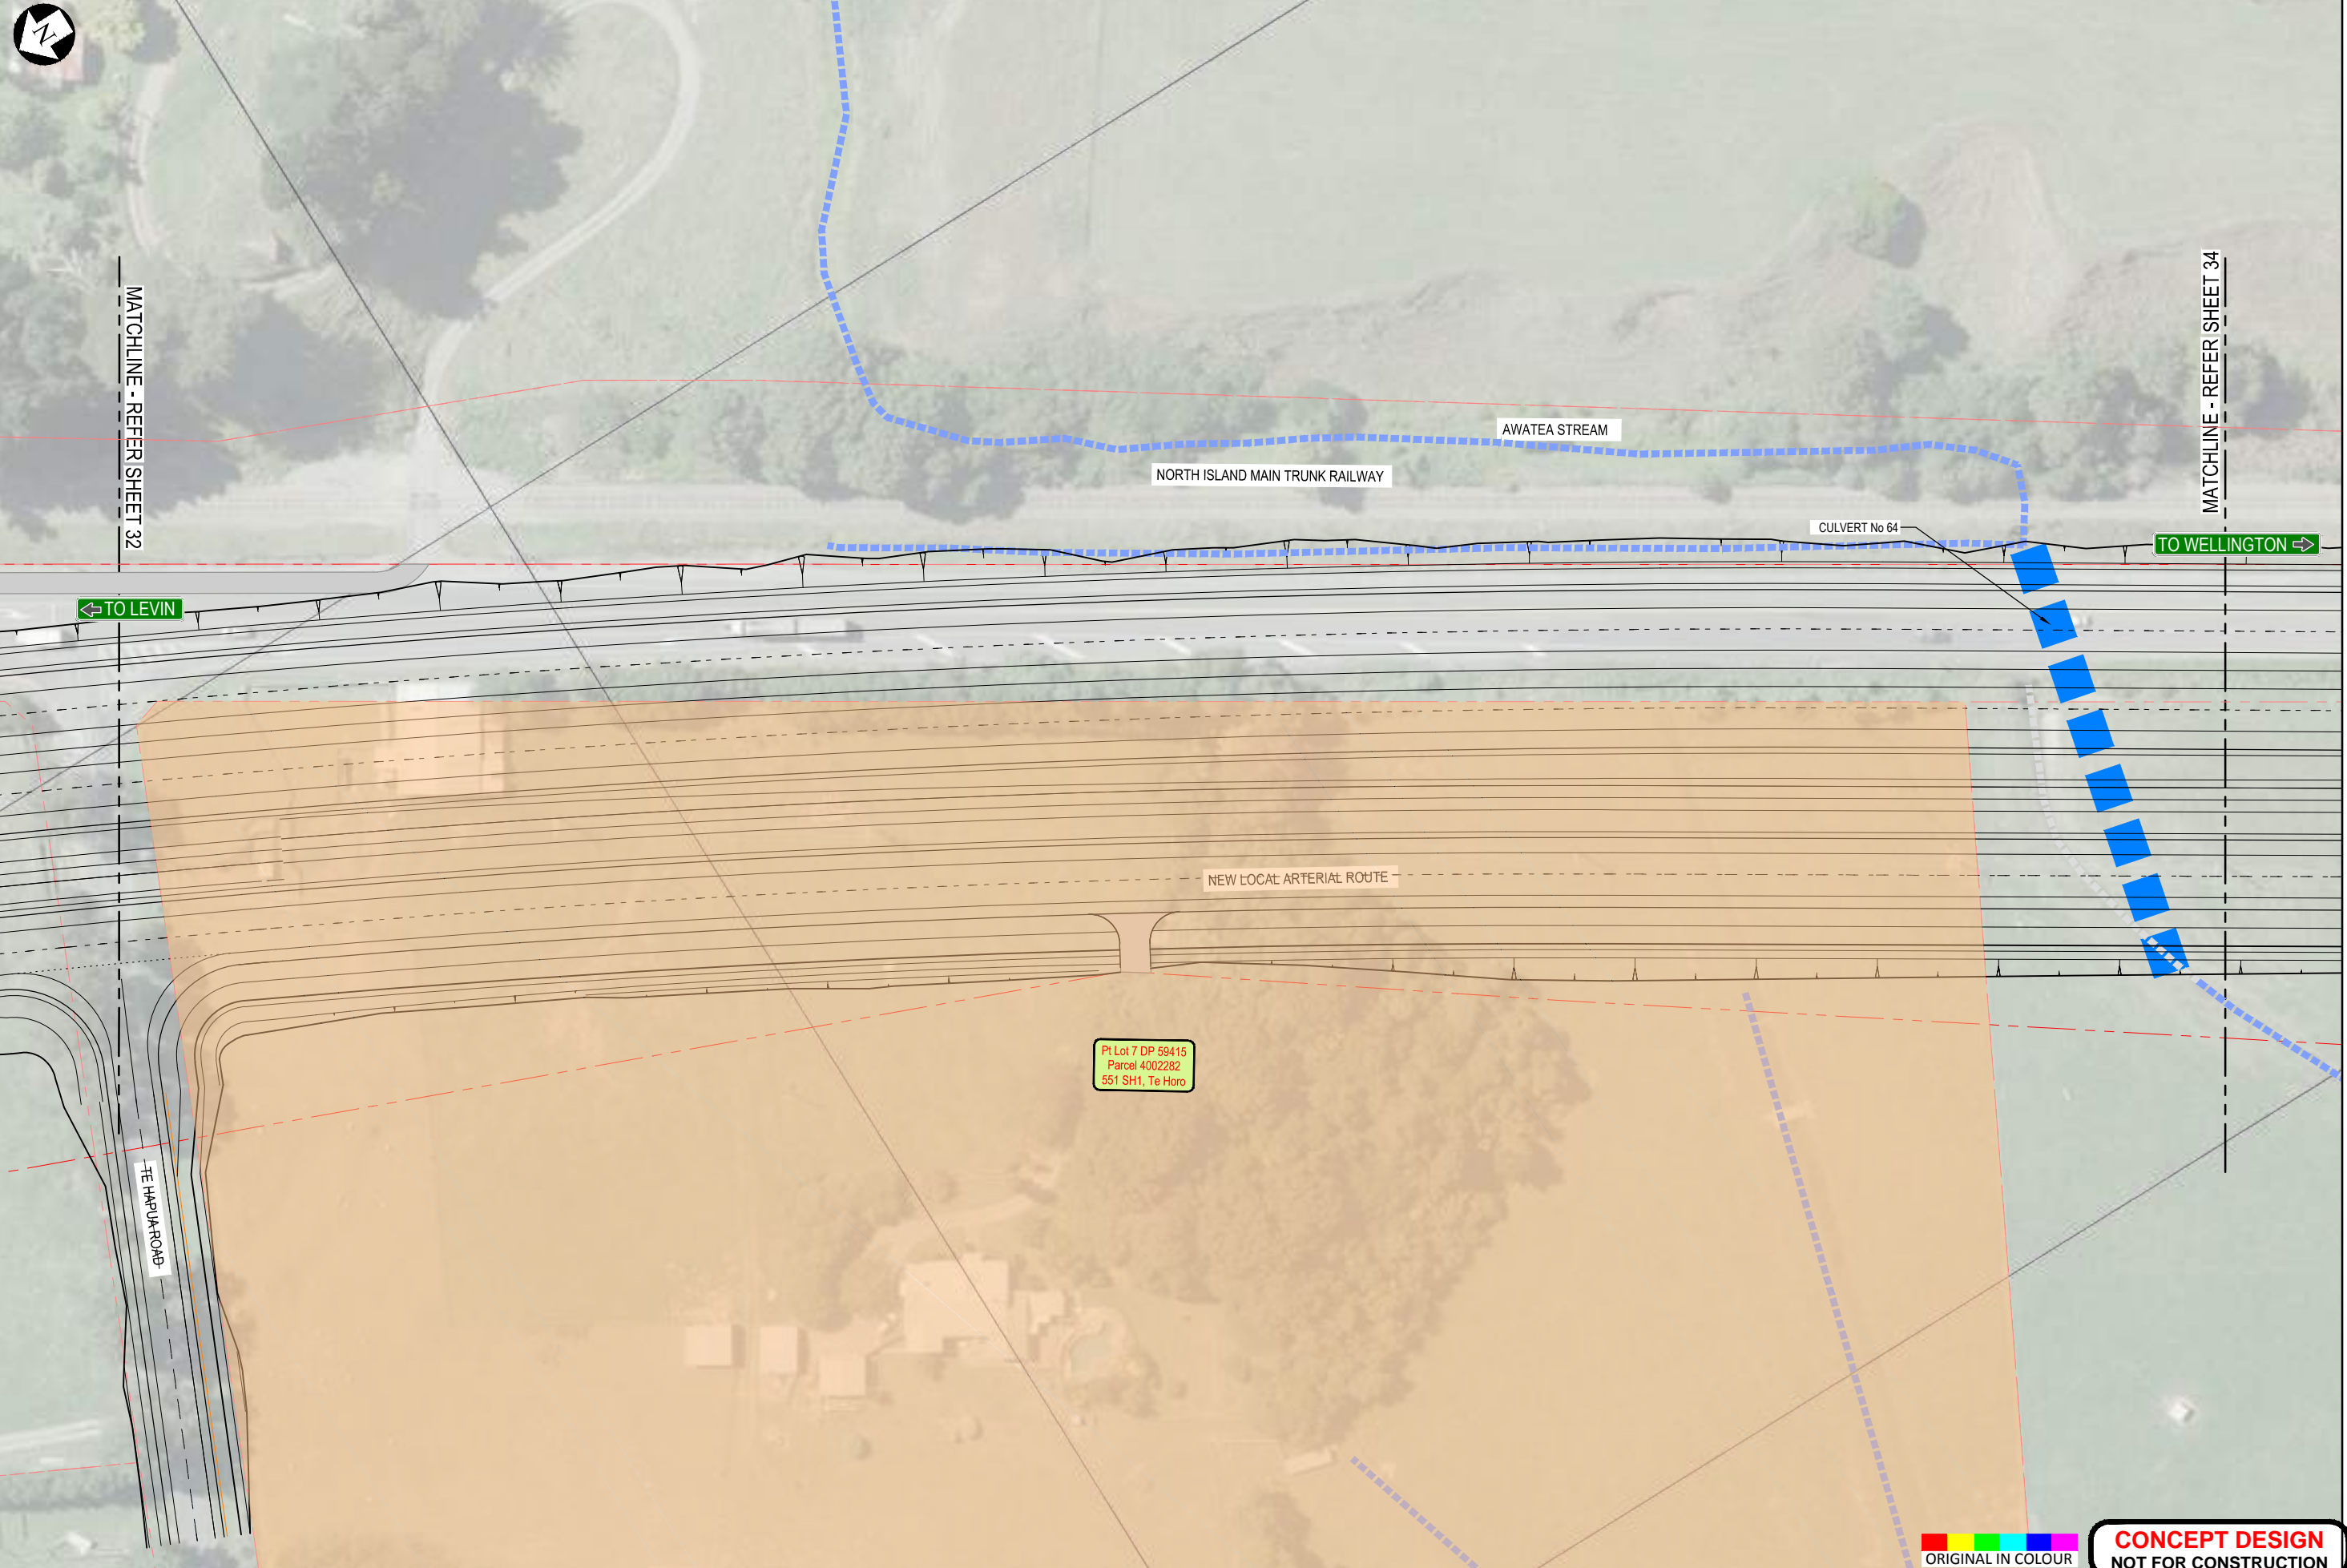 N
MATCHLINE - REFER SHEET 32
MATCHLINE - REFER SHEET 34
AWATEA STREAM
NORTH ISLAND MAIN TRUNK RAILWAY
CULVERT No 64
TO WELLINGTON
TO LEVIN
NEW LOCAL ARTERIAL ROUTE
Pt Lot 7 DP 59415
Parcel 4002282
551 SH1, Te Horo
TE HAPUA ROAD
ORIGINAL IN COLOUR
CONCEPT DESIGN
NOT FOR CONSTRUCTION